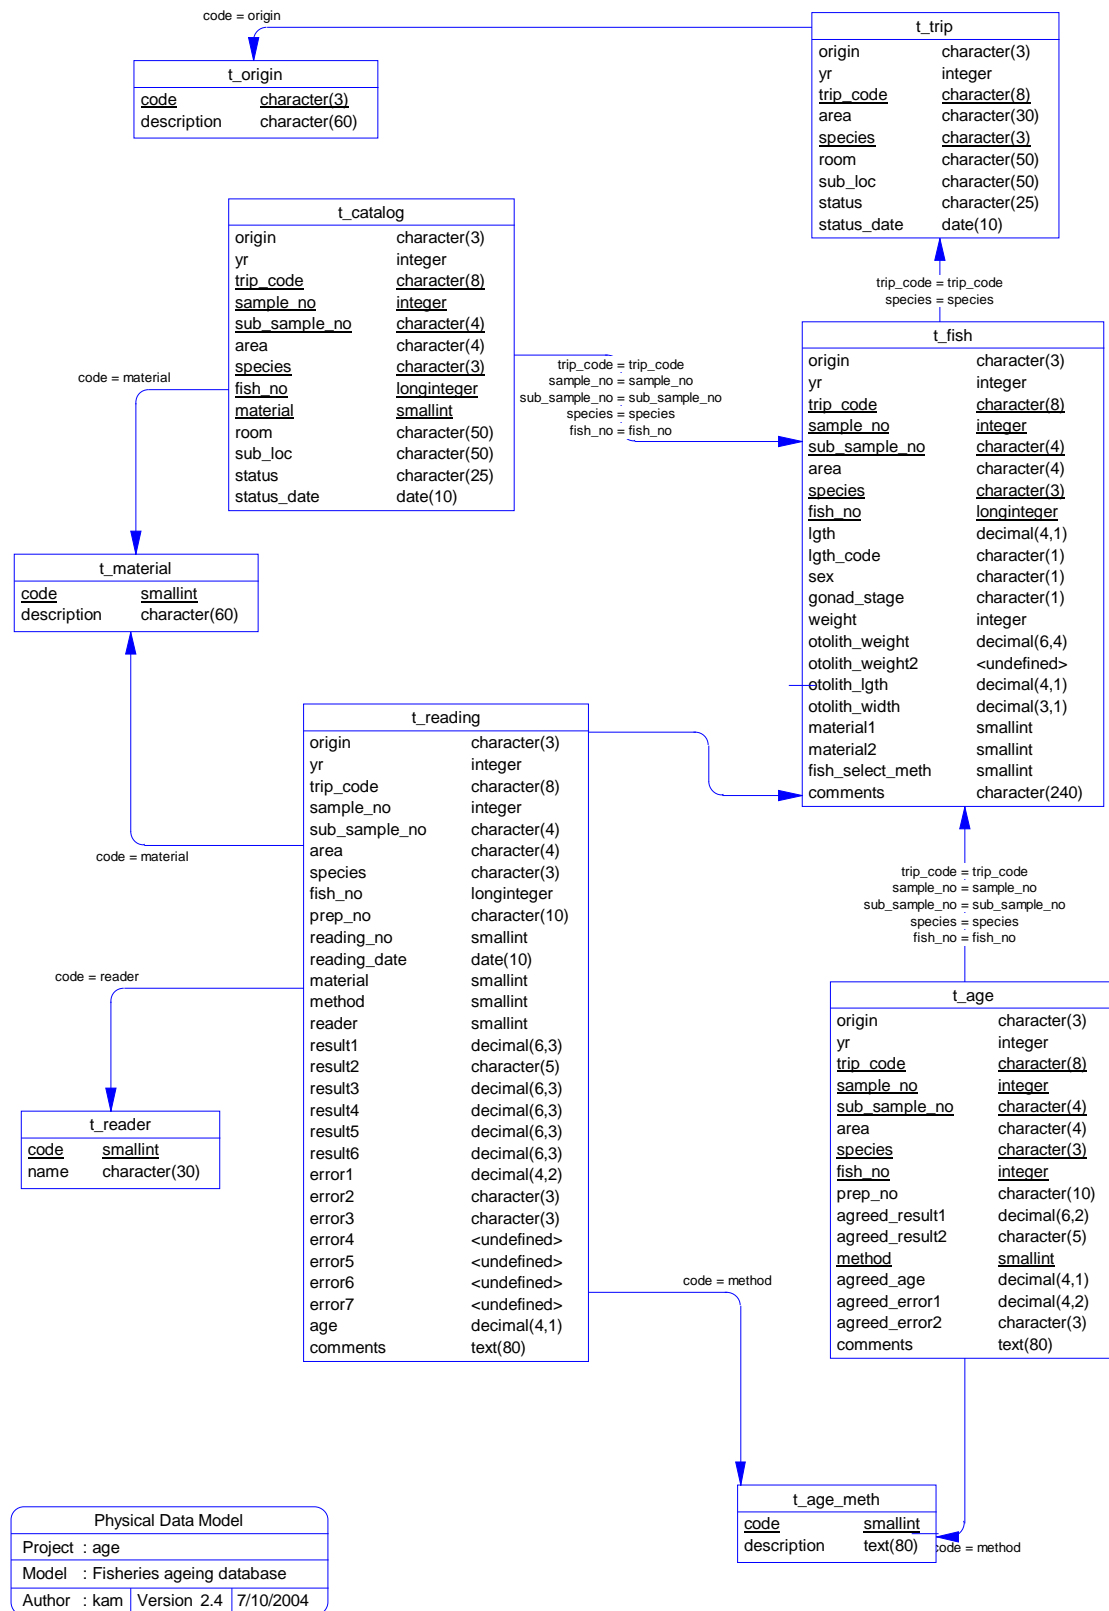 code = origin
t_trip
origin character(3)
yr integer
trip_code character(8)
area character(30)
species character(3)
room character(50)
sub_loc character(50)
status character(25)
status_date date(10)
t_origin
code character(3)
description character(60)
t_catalog
origin character(3)
yr integer
trip_code character(8)
sample_no integer
sub_sample_no character(4)
area character(4)
species character(3)
fish_no longinteger
material smallint
room character(50)
sub_loc character(50)
status character(25)
status_date date(10)
trip_code = trip_code
species = species
code = material
trip_code = trip_code
sample_no = sample_no
sub_sample_no = sub_sample_no
species = species
fish_no = fish_no
t_fish
origin character(3)
yr integer
trip_code character(8)
sample_no integer
sub_sample_no character(4)
area character(4)
species character(3)
fish_no longinteger
lgth decimal(4,1)
lgth_code character(1)
sex character(1)
gonad_stage character(1)
weight integer
otolith_weight decimal(6,4)
otolith_weight2 <undefined>
otolith_lgth decimal(4,1)
otolith_width decimal(3,1)
material1 smallint
material2 smallint
fish_select_meth smallint
comments character(240)
t_material
code smallint
description character(60)
t_reading
origin character(3)
yr integer
trip_code character(8)
sample_no integer
sub_sample_no character(4)
area character(4)
species character(3)
fish_no longinteger
prep_no character(10)
reading_no smallint
reading_date date(10)
material smallint
method smallint
reader smallint
result1 decimal(6,3)
result2 character(5)
result3 decimal(6,3)
result4 decimal(6,3)
result5 decimal(6,3)
result6 decimal(6,3)
error1 decimal(4,2)
error2 character(3)
error3 character(3)
error4 <undefined>
error5 <undefined>
error6 <undefined>
error7 <undefined>
age decimal(4,1)
comments text(80)
code = material
trip_code = trip_code
sample_no = sample_no
sub_sample_no = sub_sample_no
species = species
fish_no = fish_no
code = reader
t_age
origin character(3)
yr integer
trip_code character(8)
sample_no integer
sub_sample_no character(4)
area character(4)
species character(3)
fish_no integer
prep_no character(10)
agreed_result1 decimal(6,2)
agreed_result2 character(5)
method smallint
agreed_age decimal(4,1)
agreed_error1 decimal(4,2)
agreed_error2 character(3)
comments text(80)
t_reader
code smallint
name character(30)
code = method
t_age_meth
code smallint
description text(80)
code = method
Physical Data Model
Project : age
Model : Fisheries ageing database
Author : kam Version 2.4 7/10/2004